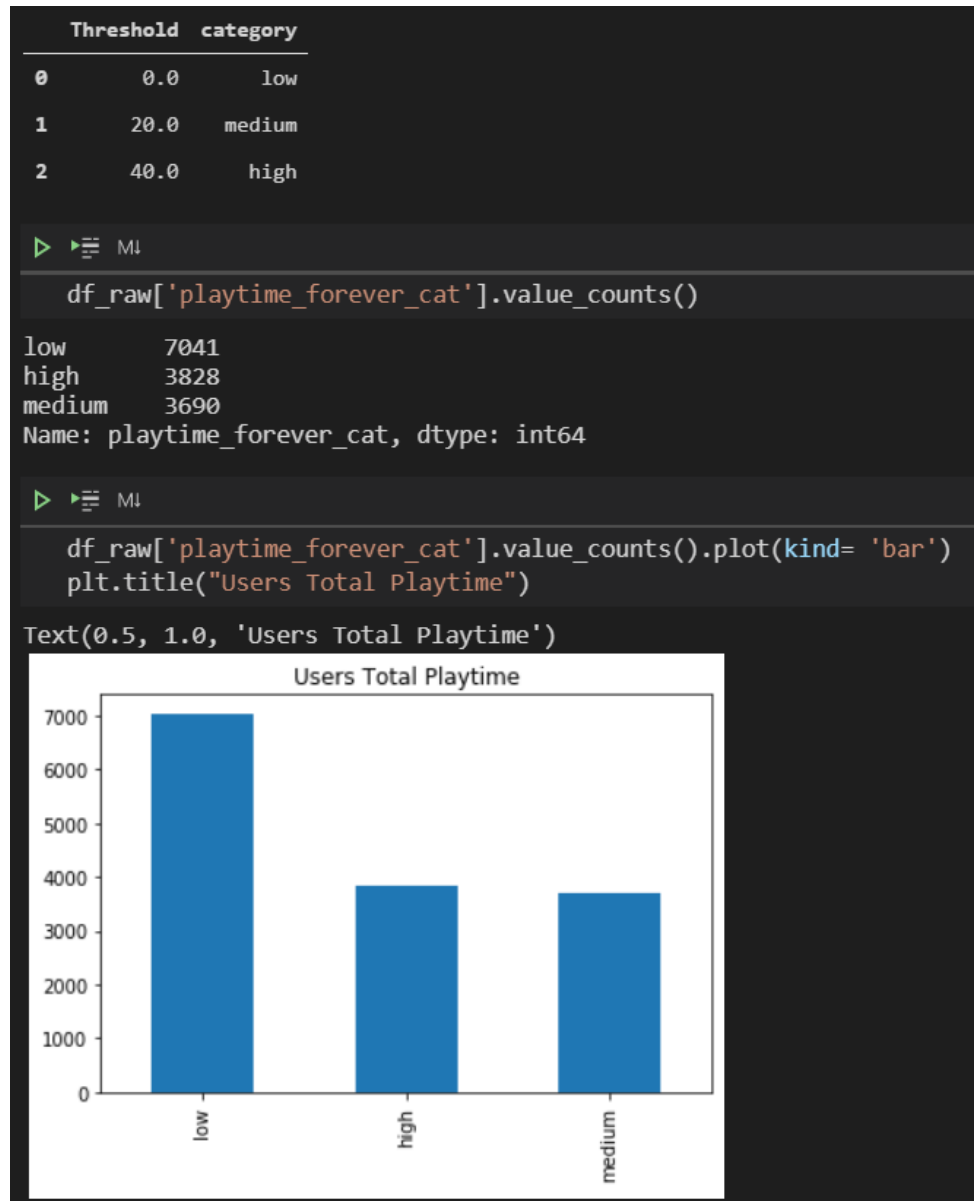 Threshold category
0 0.0 low
1 20.0 medium
2 40.0 high
M↓
df_raw['playtime_forever_cat'].value_counts()
low 7041
high 3828
medium 3690
Name: playtime_forever_cat, dtype: int64
M↓
df_raw['playtime_forever_cat'].value_counts().plot(kind= 'bar')
plt.title("Users Total Playtime")
Text(0.5, 1.0, 'Users Total Playtime')
Users Total Playtime
7000
6000
5000
4000
3000
2000
1000
0
low high medium